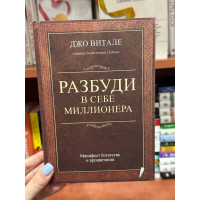 ДЖО ВИТАЛЕ
РАЗБУДИ
В СЕБЕ
МИЛЛИОНЕРА
Манифест богатства
и процветания